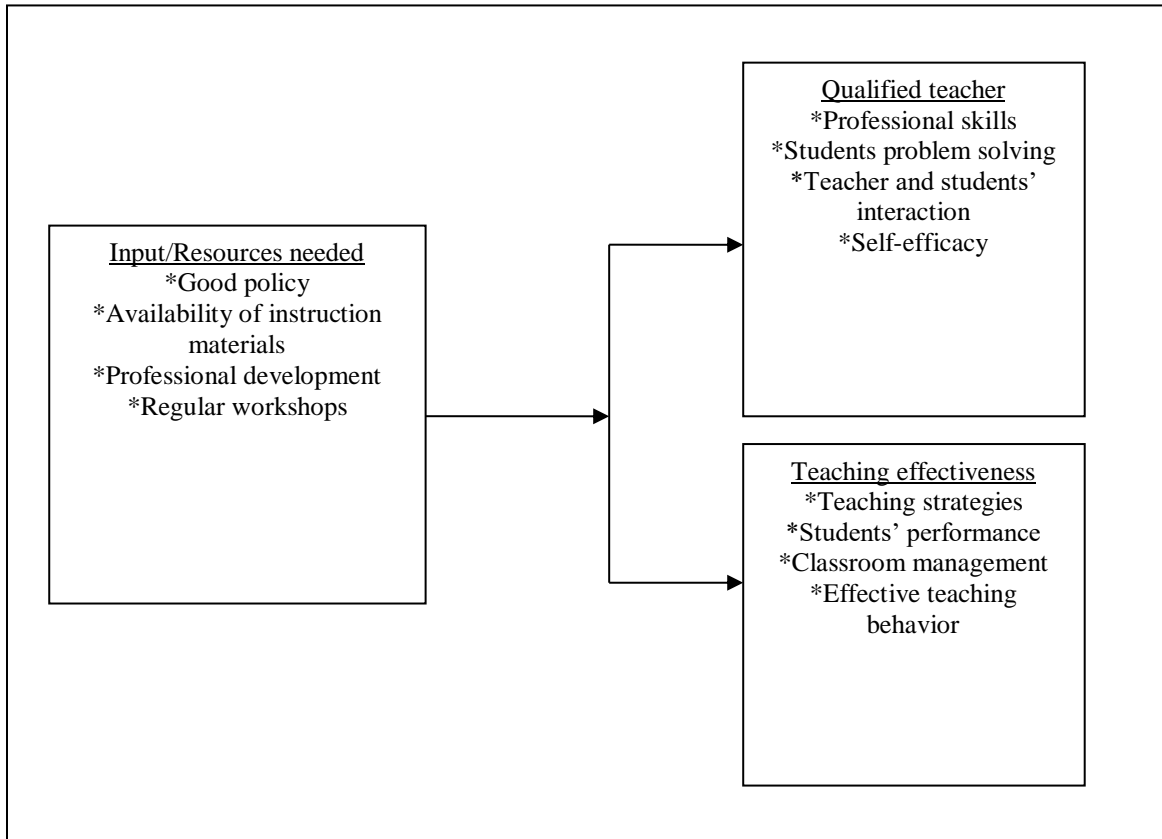 Input/Resources needed
*Good policy
*Availability of instruction
materials
*Professional development
*Regular workshops
Qualified teacher
*Professional skills
*Students problem solving
*Teacher and students’
interaction
*Self-efficacy
Teaching effectiveness
*Teaching strategies
*Students’ performance
*Classroom management
*Effective teaching
behavior